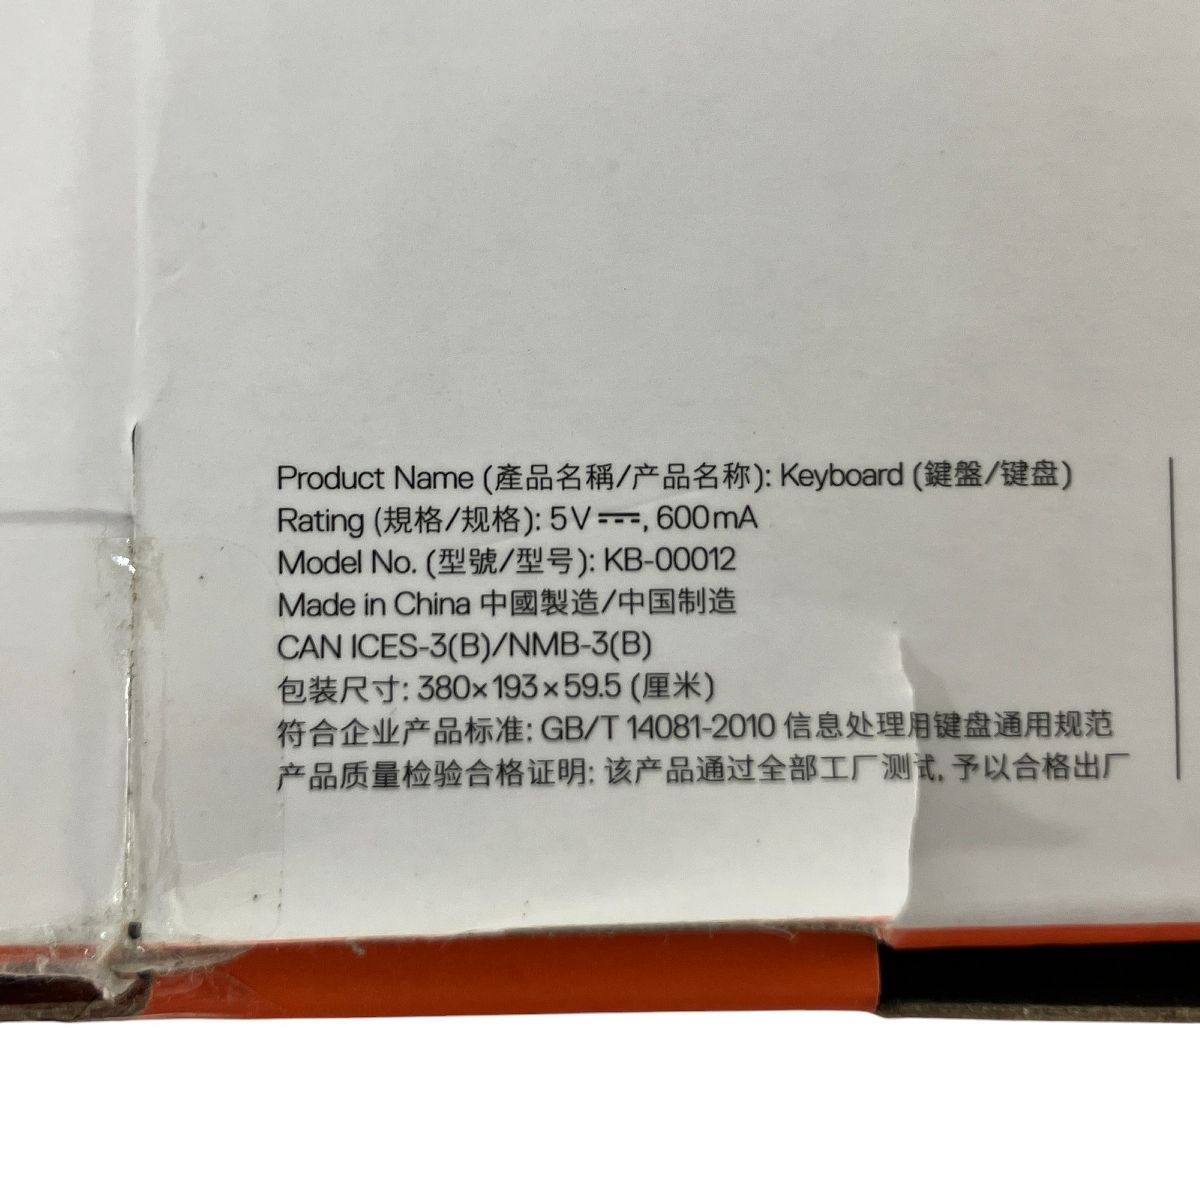 Product Name (產品名稱/产品名称): Keyboard (鍵盤/键盘)
Rating (規格/规格): 5V⎓, 600mA
Model No. (型號/型号): KB-00012
Made in China 中國製造/中国制造
CAN ICES-3(B)/NMB-3(B)
包装尺寸: 380×193×59.5 (厘米)
符合企业产品标准: GB/T 14081-2010 信息处理用键盘通用规范
产品质量检验合格证明: 该产品通过全部工厂测试, 予以合格出厂